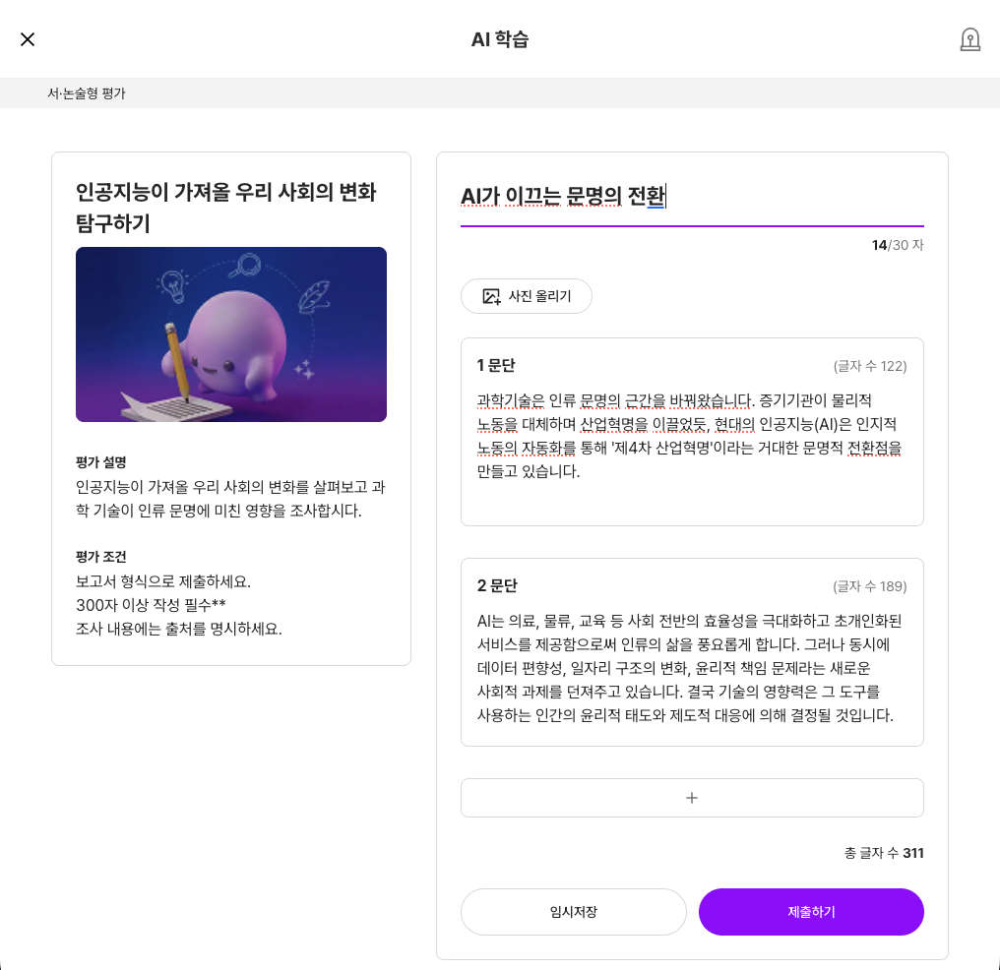 AI 학습
서·논술형 평가
인공지능이 가져올 우리 사회의 변화
탐구하기
평가 설명
인공지능이 가져올 우리 사회의 변화를 살펴보고 과
학 기술이 인류 문명에 미친 영향을 조사합시다.
평가 조건
보고서 형식으로 제출하세요.
300자 이상 작성 필수**
조사 내용에는 출처를 명시하세요.
AI가 이끄는 문명의 전환
14/30 자
사진 올리기
1 문단
(글자 수 122)
과학기술은 인류 문명의 근간을 바꿔왔습니다. 증기기관이 물리적
노동을 대체하며 산업혁명을 이끌었듯, 현대의 인공지능(AI)은 인지적
노동의 자동화를 통해 '제4차 산업혁명'이라는 거대한 문명적 전환점을
만들고 있습니다.
2 문단
(글자 수 189)
AI는 의료, 물류, 교육 등 사회 전반의 효율성을 극대화하고 초개인화된
서비스를 제공함으로써 인류의 삶을 풍요롭게 합니다. 그러나 동시에
데이터 편향성, 일자리 구조의 변화, 윤리적 책임 문제라는 새로운
사회적 과제를 던져주고 있습니다. 결국 기술의 영향력은 그 도구를
사용하는 인간의 윤리적 태도와 제도적 대응에 의해 결정될 것입니다.
+
총 글자 수 311
임시저장
제출하기